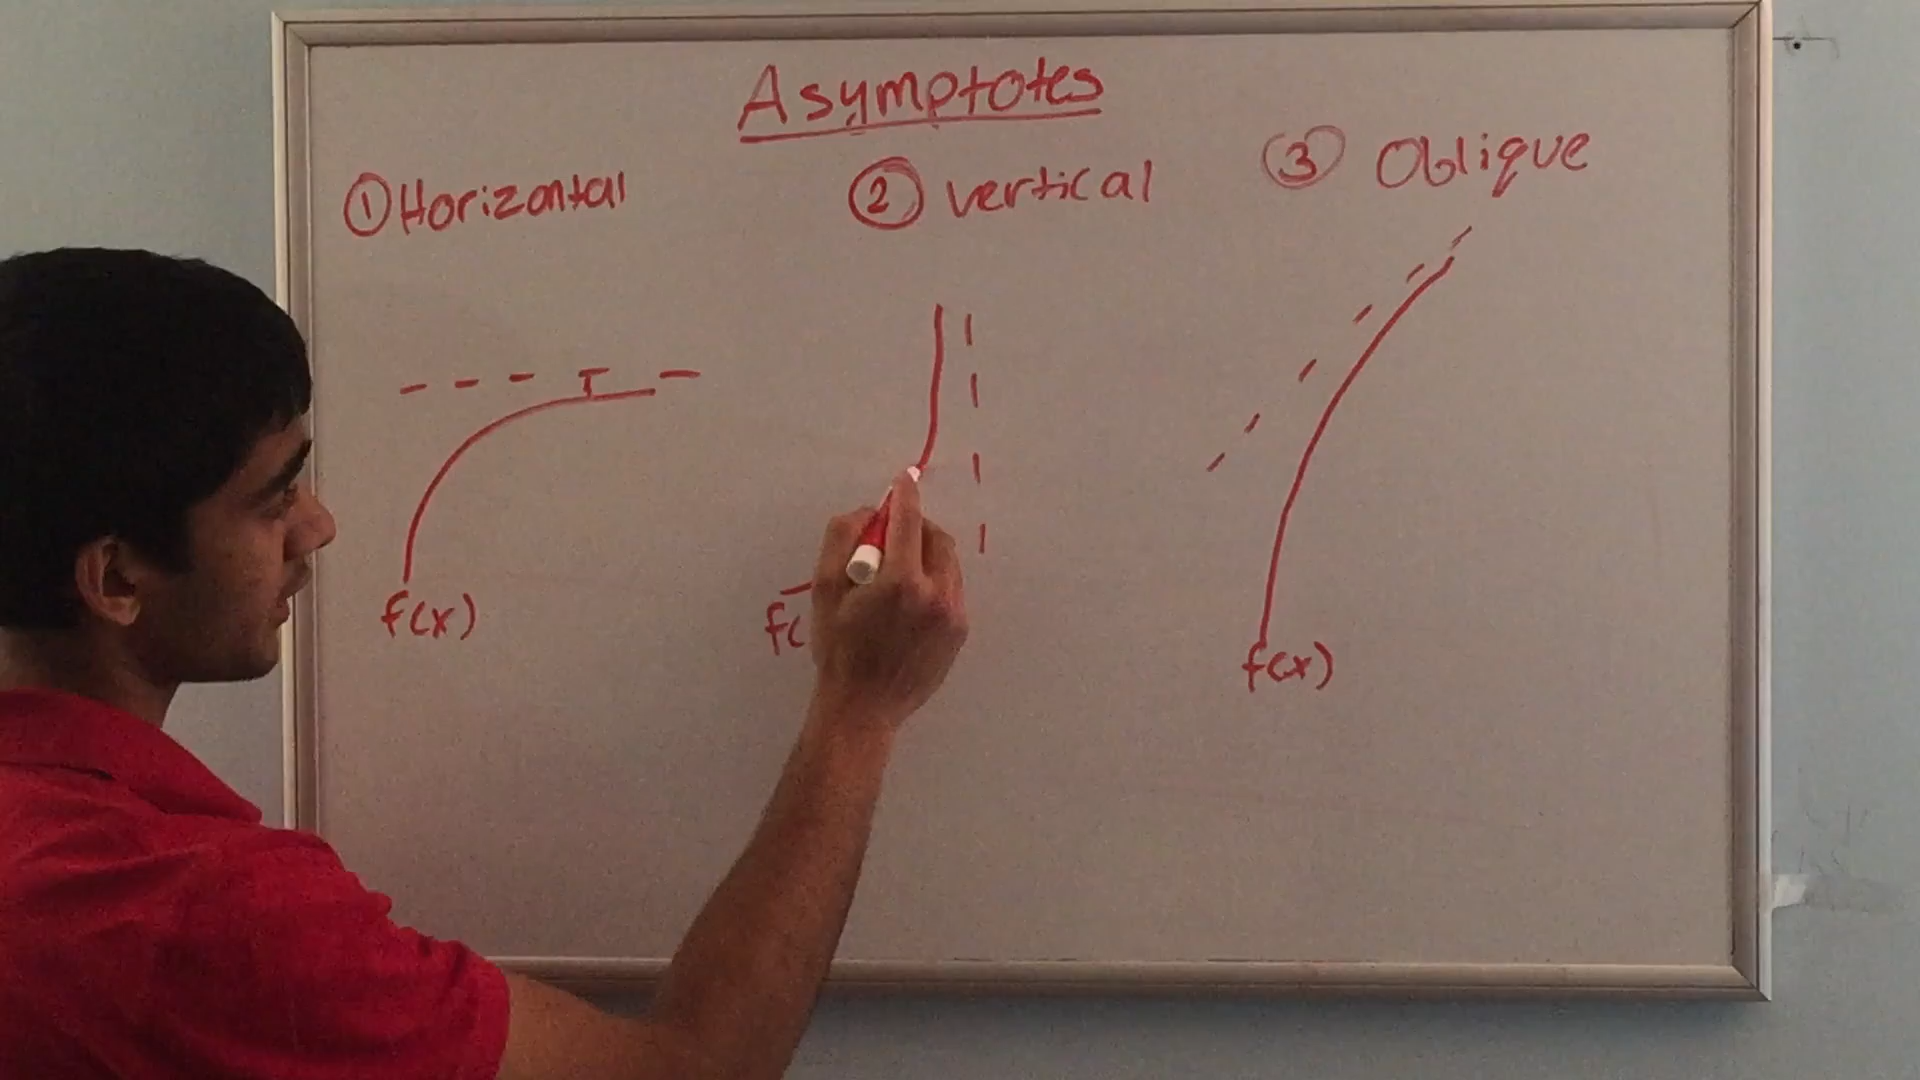 Asymptotes
① Horizontal
② vertical
③ Oblique
f(x)
f(
f(x)